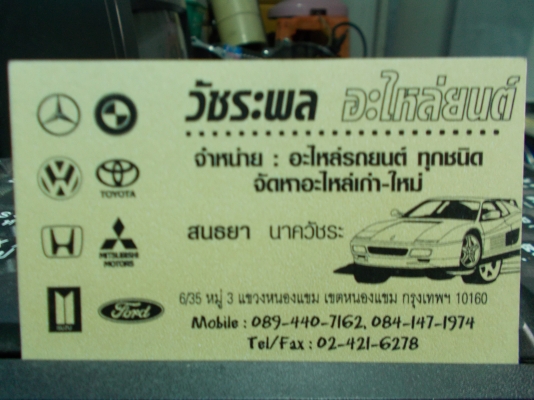 วัชระพล อะไหล่ยนต์
จำหน่าย : อะไหล่รถยนต์ ทุกชนิด
จัดหาอะไหล่เก่า-ใหม่
TOYOTA
สนธยา นาควัชระ
MITSUBISHI
MOTORS
ISUZU
Ford
6/35 หมู่ 3 แขวงหนองแขม เขตหนองแขม กรุงเทพฯ 10160
Mobile : 089-440-7162, 084-147-1974
Tel/Fax : 02-421-6278